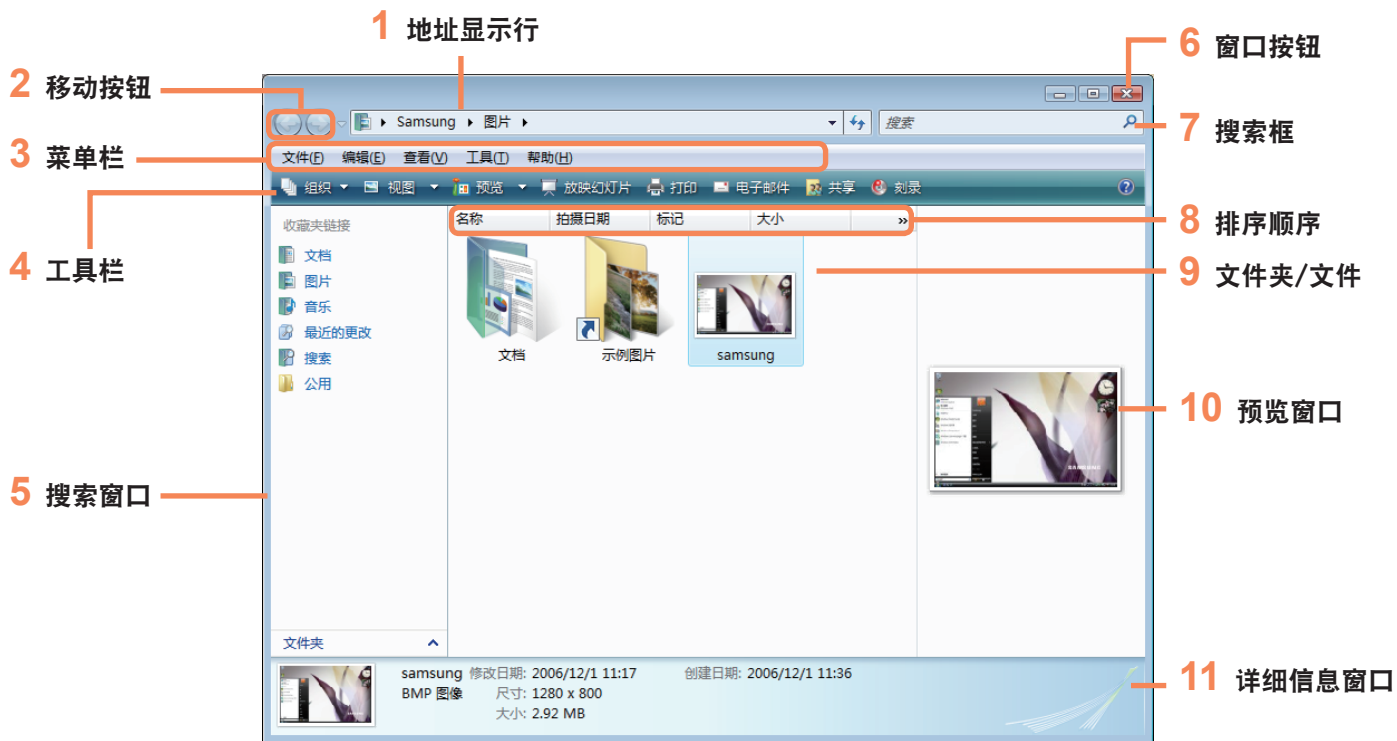 1 地址显示行
6 窗口按钮
2 移动按钮
Samsung 图片 搜索
7 搜索框
3 菜单栏
文件(F) 编辑(E) 查看(V) 工具(T) 帮助(H)
组织 视图 预览 放映幻灯片 打印 电子邮件 共享 刻录
名称 拍摄日期 标记 大小 »
8 排序顺序
收藏夹链接
4 工具栏
文档
图片
音乐
最近的更改
搜索
公用
9 文件夹/文件
文档 示例图片 samsung
10 预览窗口
5 搜索窗口
文件夹
samsung 修改日期: 2006/12/1 11:17 创建日期: 2006/12/1 11:36
BMP 图像 尺寸: 1280 x 800
大小: 2.92 MB
11 详细信息窗口